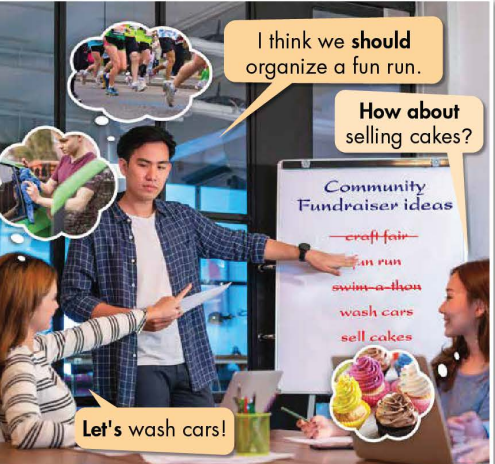 I think we should
organize a fun run.
How about
selling cakes?
Community
Fundraiser ideas
craft fair
fun run
swim-a-thon
wash cars
sell cakes
Let's wash cars!